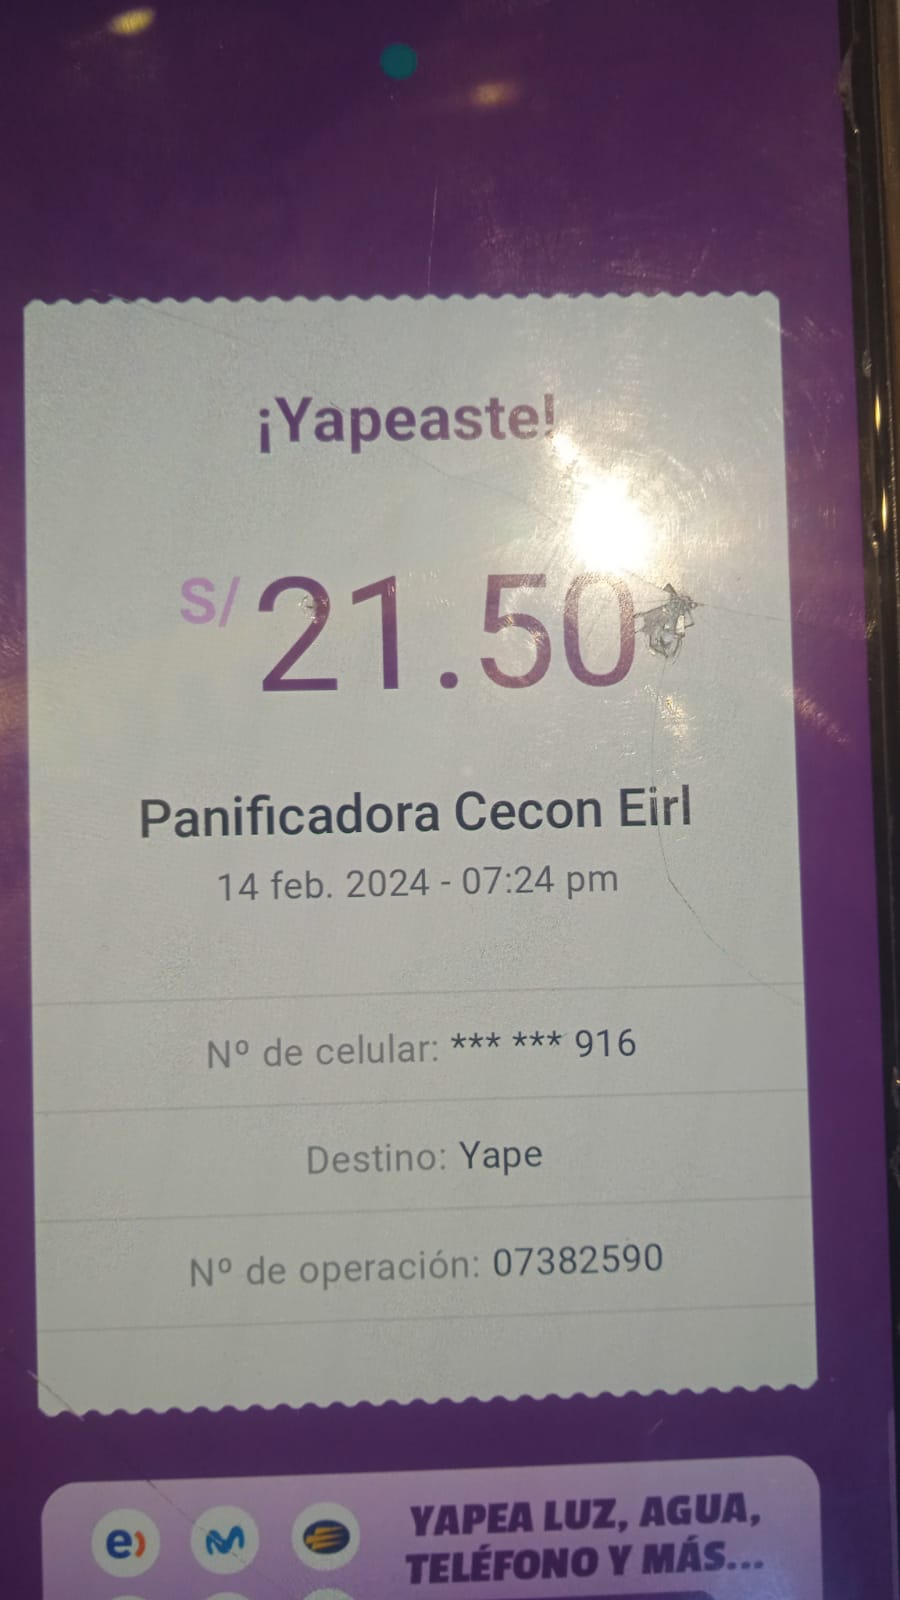 ¡Yapeaste!
S/ 21.50
Panificadora Cecon Eirl
14 feb. 2024 - 07:24 pm
Nº de celular: *** *** 916
Destino: Yape
Nº de operación: 07382590
e)
YAPEA LUZ, AGUA,
TELÉFONO Y MÁS...